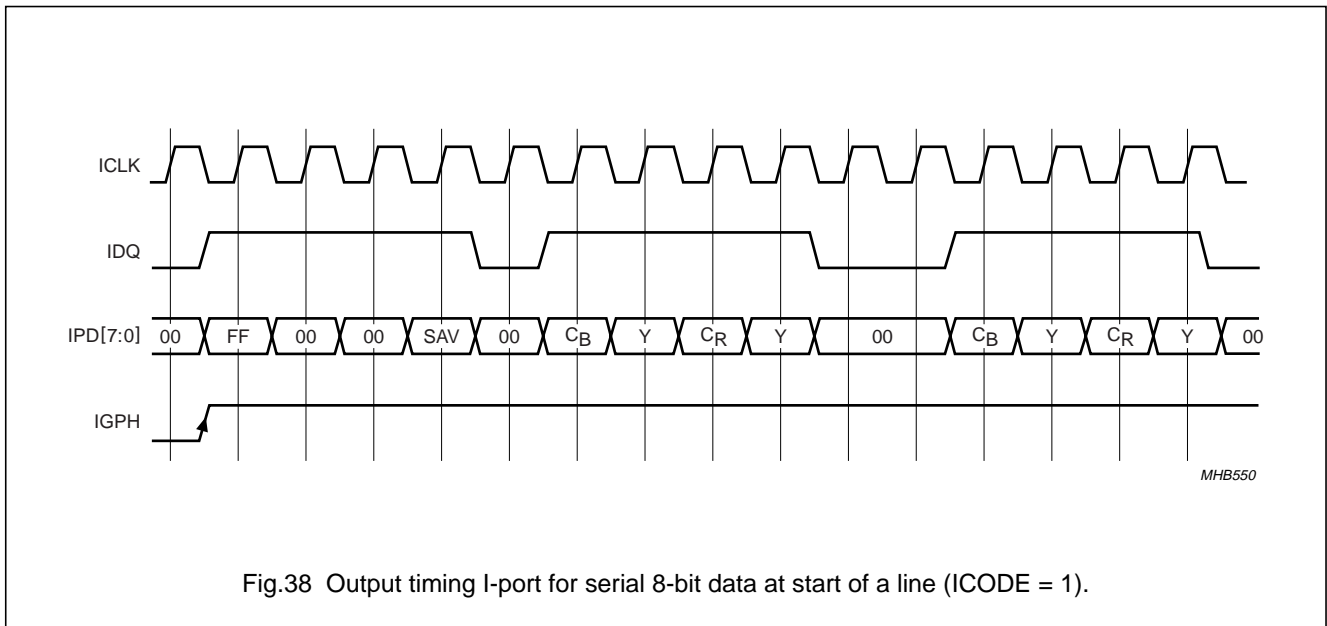 ICLK
IDQ
IPD[7:0] 00 FF 00 00 SAV 00 CB Y CR Y 00 CB Y CR Y 00
IGPH
MHB550
Fig.38 Output timing I-port for serial 8-bit data at start of a line (ICODE = 1).